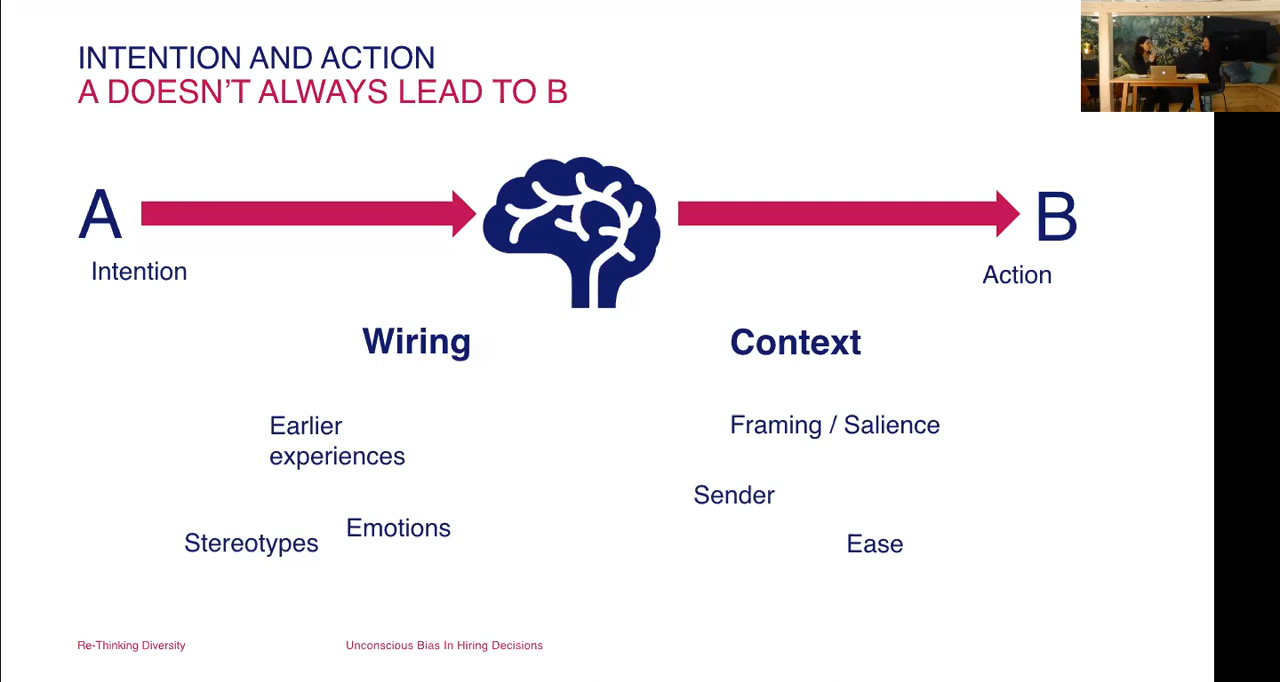 INTENTION AND ACTION
A DOESN'T ALWAYS LEAD TO B
A
B
Intention
Action
Wiring
Context
Earlier
experiences
Framing / Salience
Sender
Stereotypes
Emotions
Ease
Re-Thinking Diversity
Unconscious Bias In Hiring Decisions